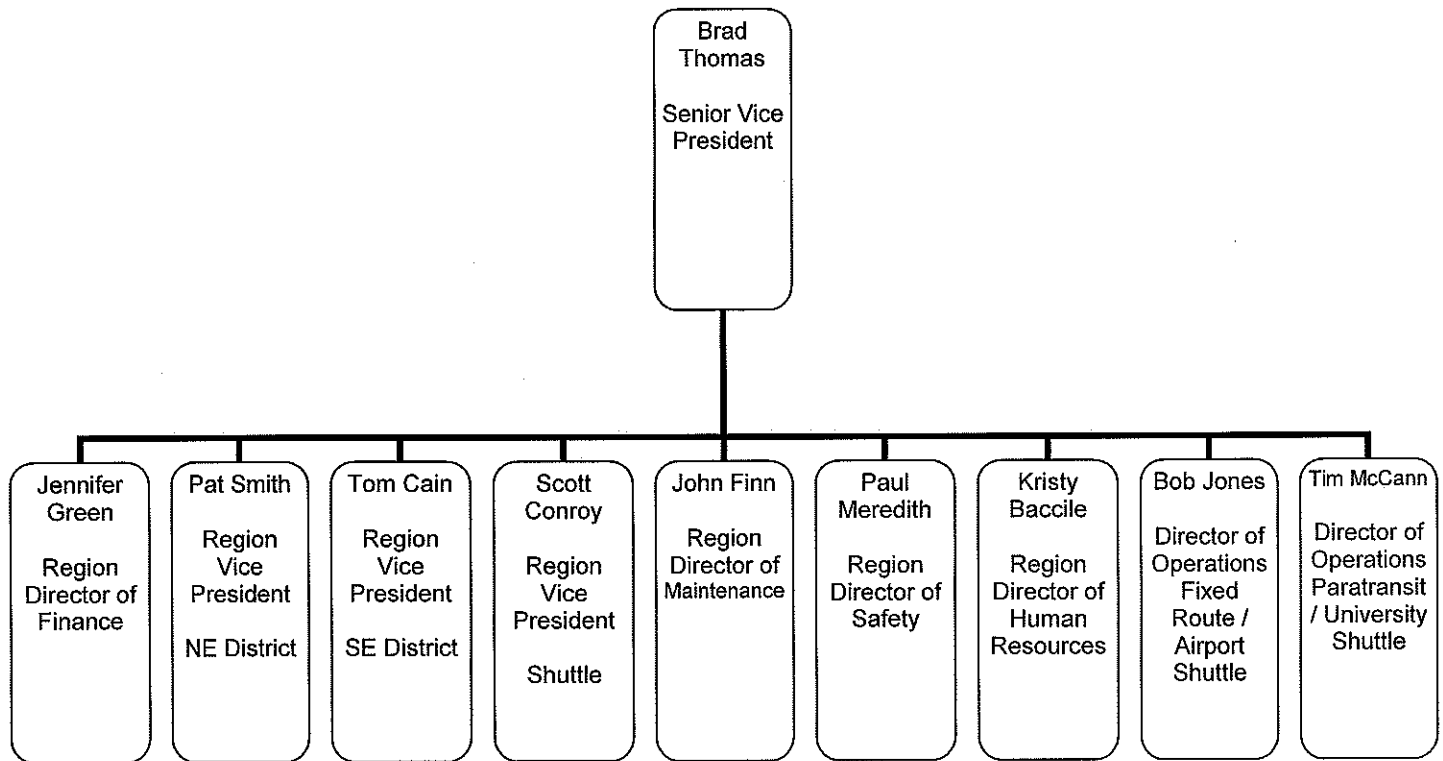 Brad
Thomas
Senior Vice
President
Jennifer
Green
Region
Director of
Finance
Pat Smith
Region
Vice
President
NE District
Tom Cain
Region
Vice
President
SE District
Scott
Conroy
Region
Vice
President
Shuttle
John Finn
Region
Director of
Maintenance
Paul
Meredith
Region
Director of
Safety
Kristy
Baccile
Region
Director of
Human
Resources
Bob Jones
Director of
Operations
Fixed
Route /
Airport
Shuttle
Tim McCann
Director of
Operations
Paratransit
/ University
Shuttle